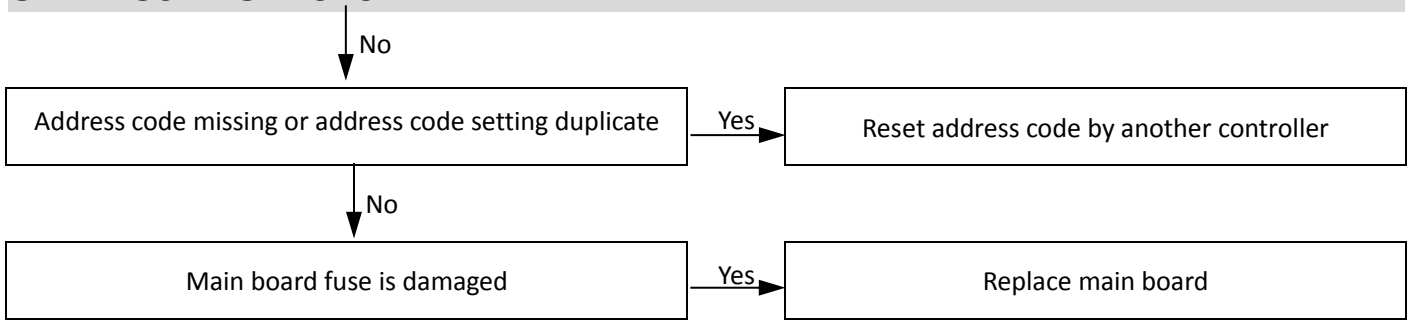 No
Address code missing or address code setting duplicate
Yes
Reset address code by another controller
No
Main board fuse is damaged
Yes
Replace main board